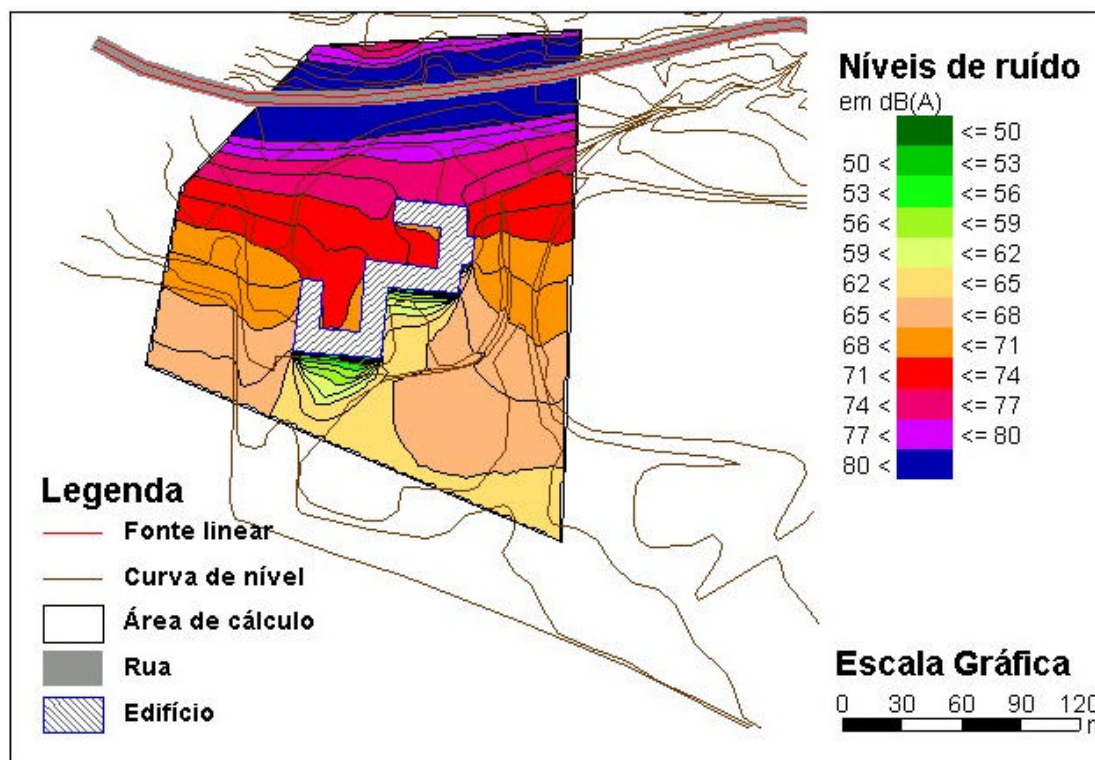 Níveis de ruído
em dB(A)
<= 50
50 < <= 53
53 < <= 56
56 < <= 59
59 < <= 62
62 < <= 65
65 < <= 68
68 < <= 71
71 < <= 74
74 < <= 77
77 < <= 80
80 <
Legenda
Fonte linear
Curva de nível
Área de cálculo
Rua
Edifício
Escala Gráfica
0 30 60 90 120